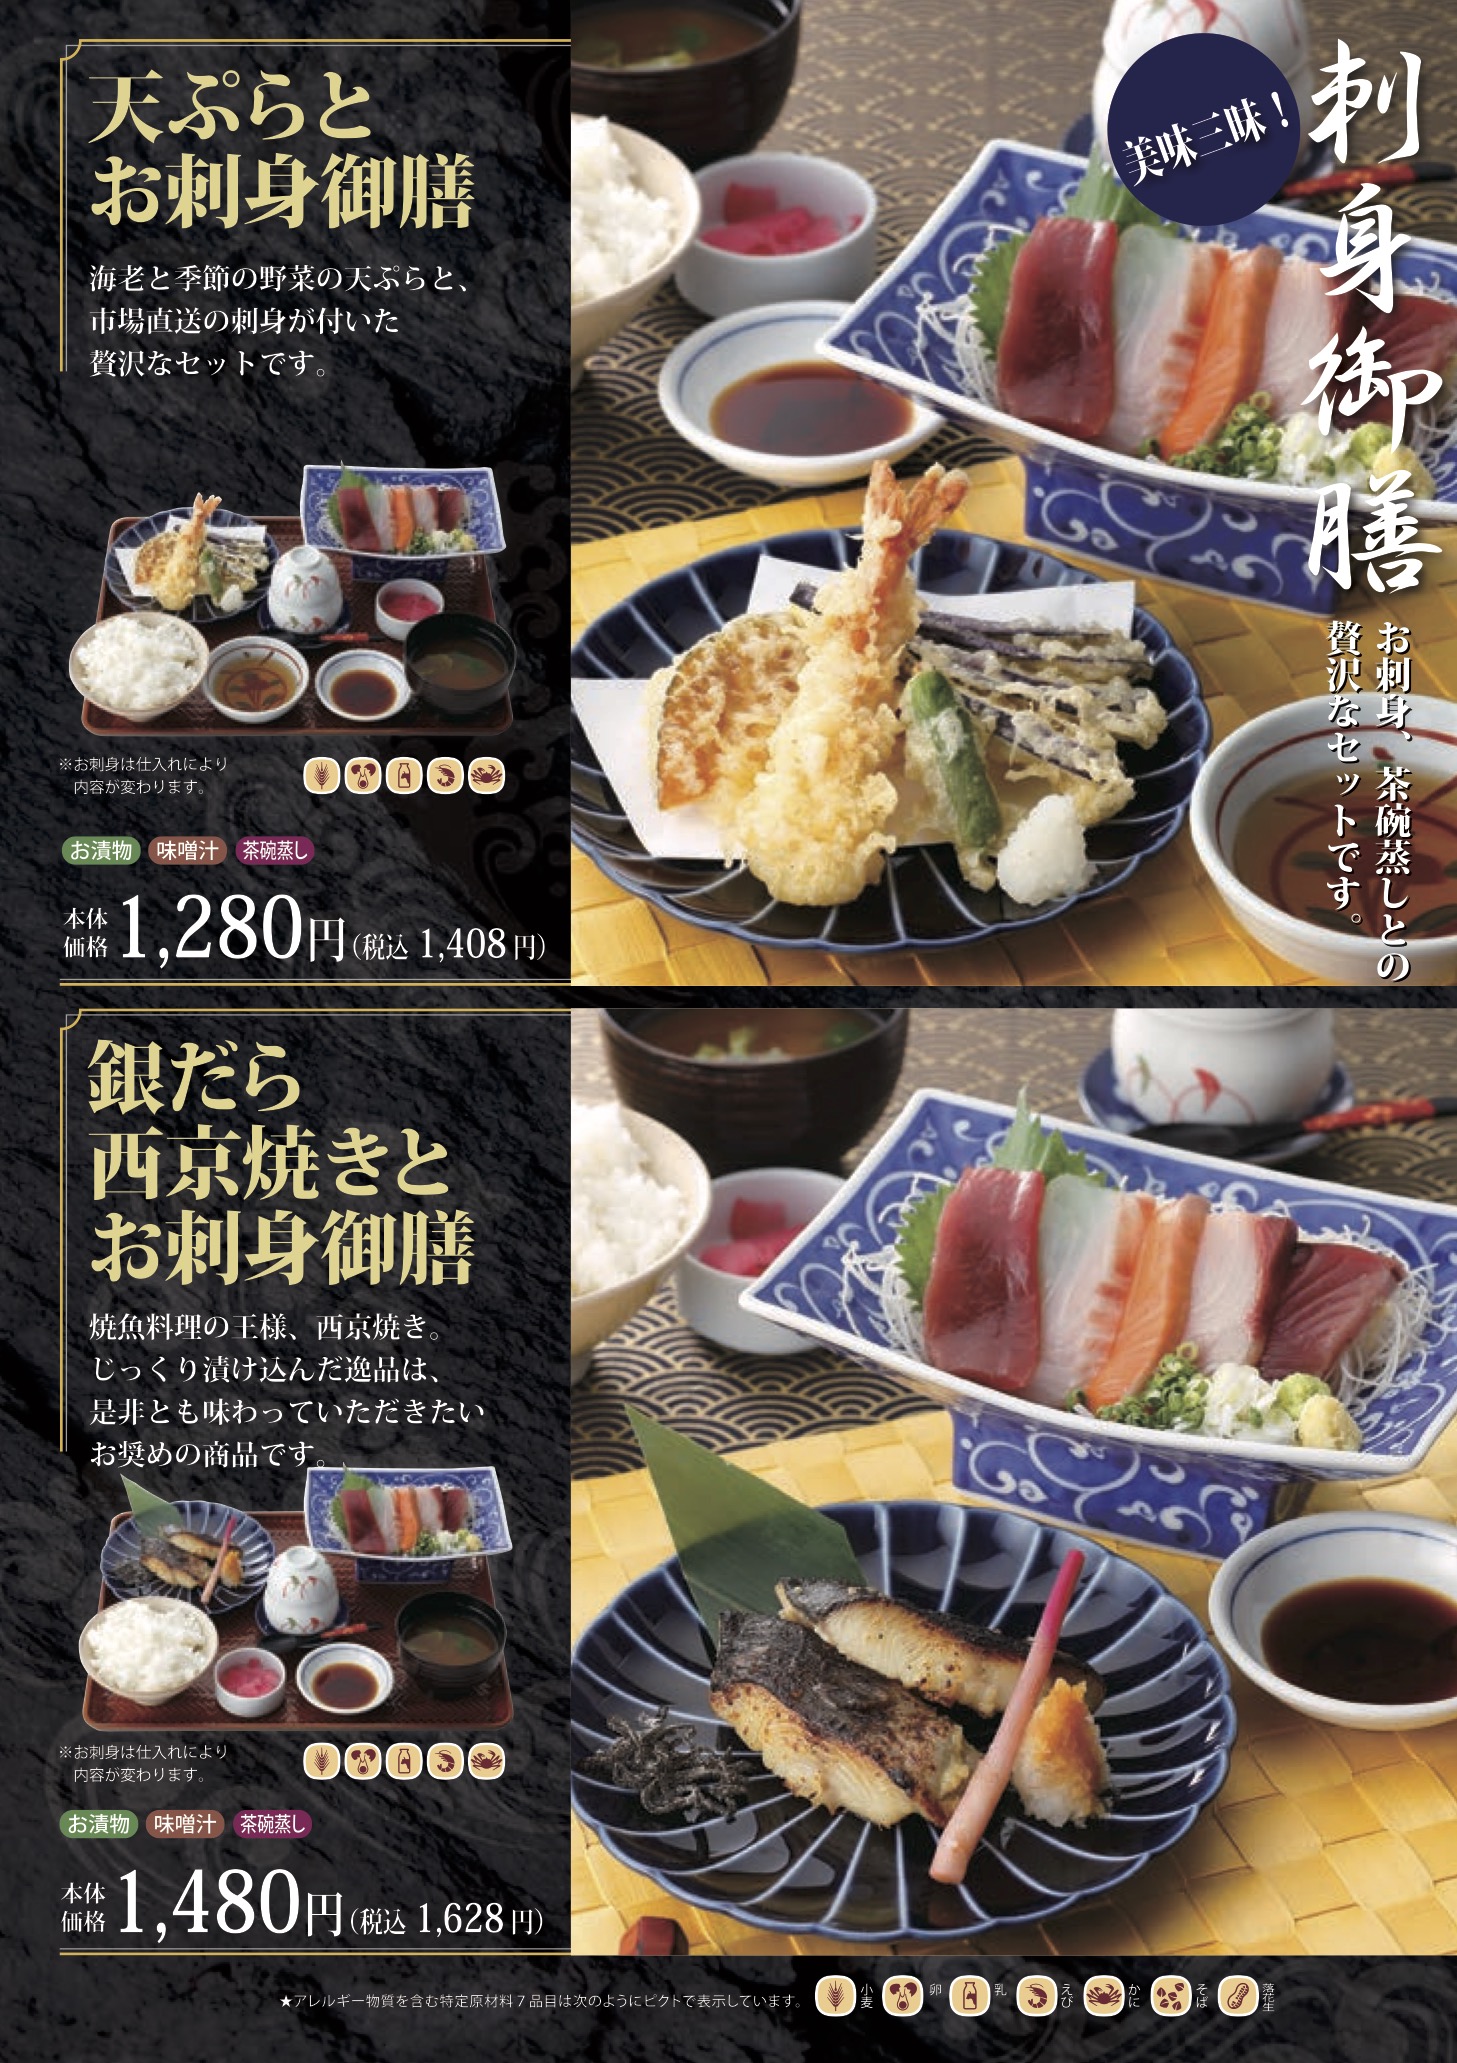 美味三昧！
刺身御膳
お刺身、茶碗蒸しとの
贅沢なセットです。
天ぷらと
お刺身御膳
海老と季節の野菜の天ぷらと、
市場直送の刺身が付いた
贅沢なセットです。
※お刺身は仕入れにより
内容が変わります。
お漬物 味噌汁 茶碗蒸し
本体価格 1,280円(税込 1,408円)
銀だら
西京焼きと
お刺身御膳
焼魚料理の王様、西京焼き。
じっくり漬け込んだ逸品は、
是非とも味わっていただきたい
お奨めの商品です。
※お刺身は仕入れにより
内容が変わります。
お漬物 味噌汁 茶碗蒸し
本体価格 1,480円(税込 1,628円)
★アレルギー物質を含む特定原材料７品目は次のようにピクトで表示しています。 小麦 卵 乳 えび かに そば 落花生